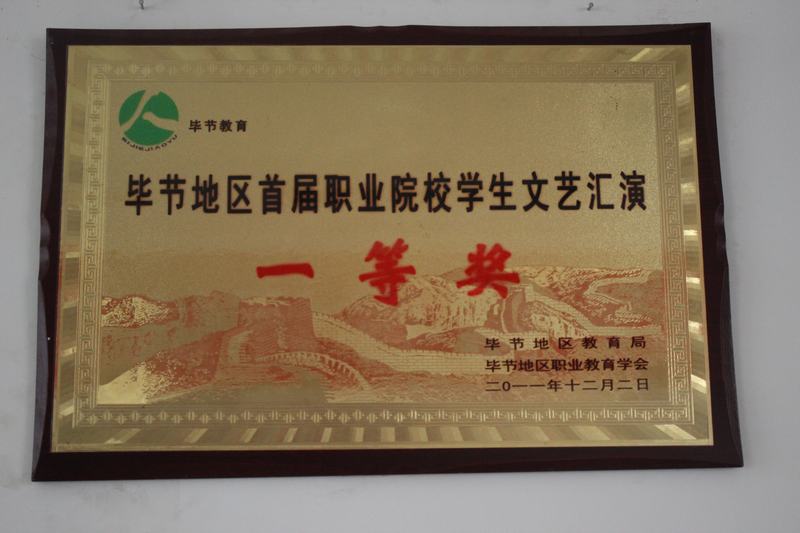 毕节教育
BIJIEJIAOYU
毕节地区首届职业院校学生文艺汇演
一等奖
毕节地区教育局
毕节地区职业教育学会
二0一一年十二月二日